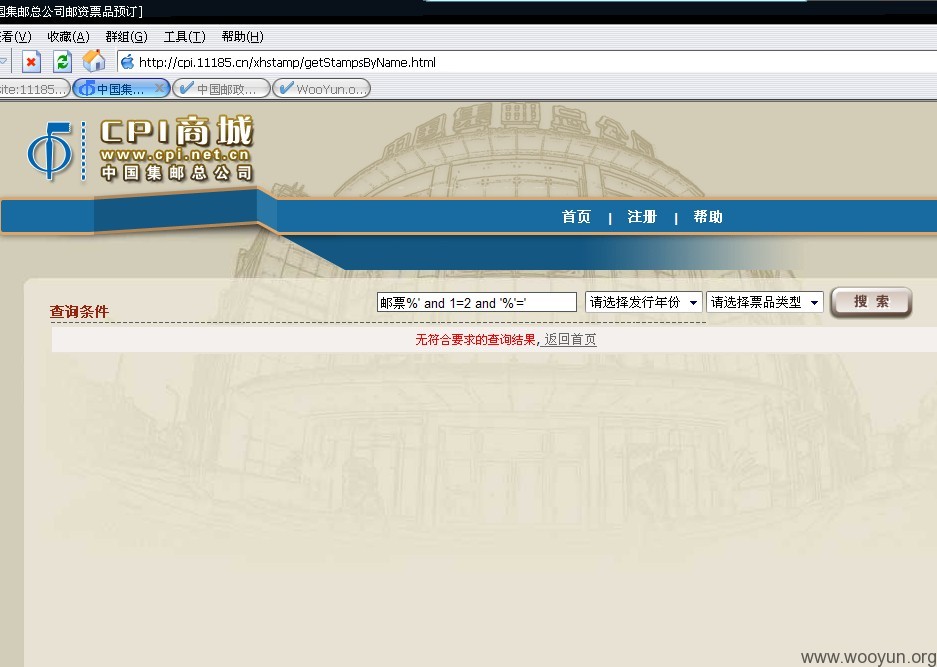 国集邮总公司邮资票品预订]
看(V) 收藏(A) 群组(G) 工具(T) 帮助(H)
http://cpi.11185.cn/xhstamp/getStampsByName.html
site:11185... 中国集... 中国邮政... WooYun.o...
CPI商城
www.cpi.net.cn
中国集邮总公司
首页 | 注册 | 帮助
查询条件 邮票%' and 1=2 and '%'=' 请选择发行年份 请选择票品类型 搜 索
无符合要求的查询结果, 返回首页
www.wooyun.org